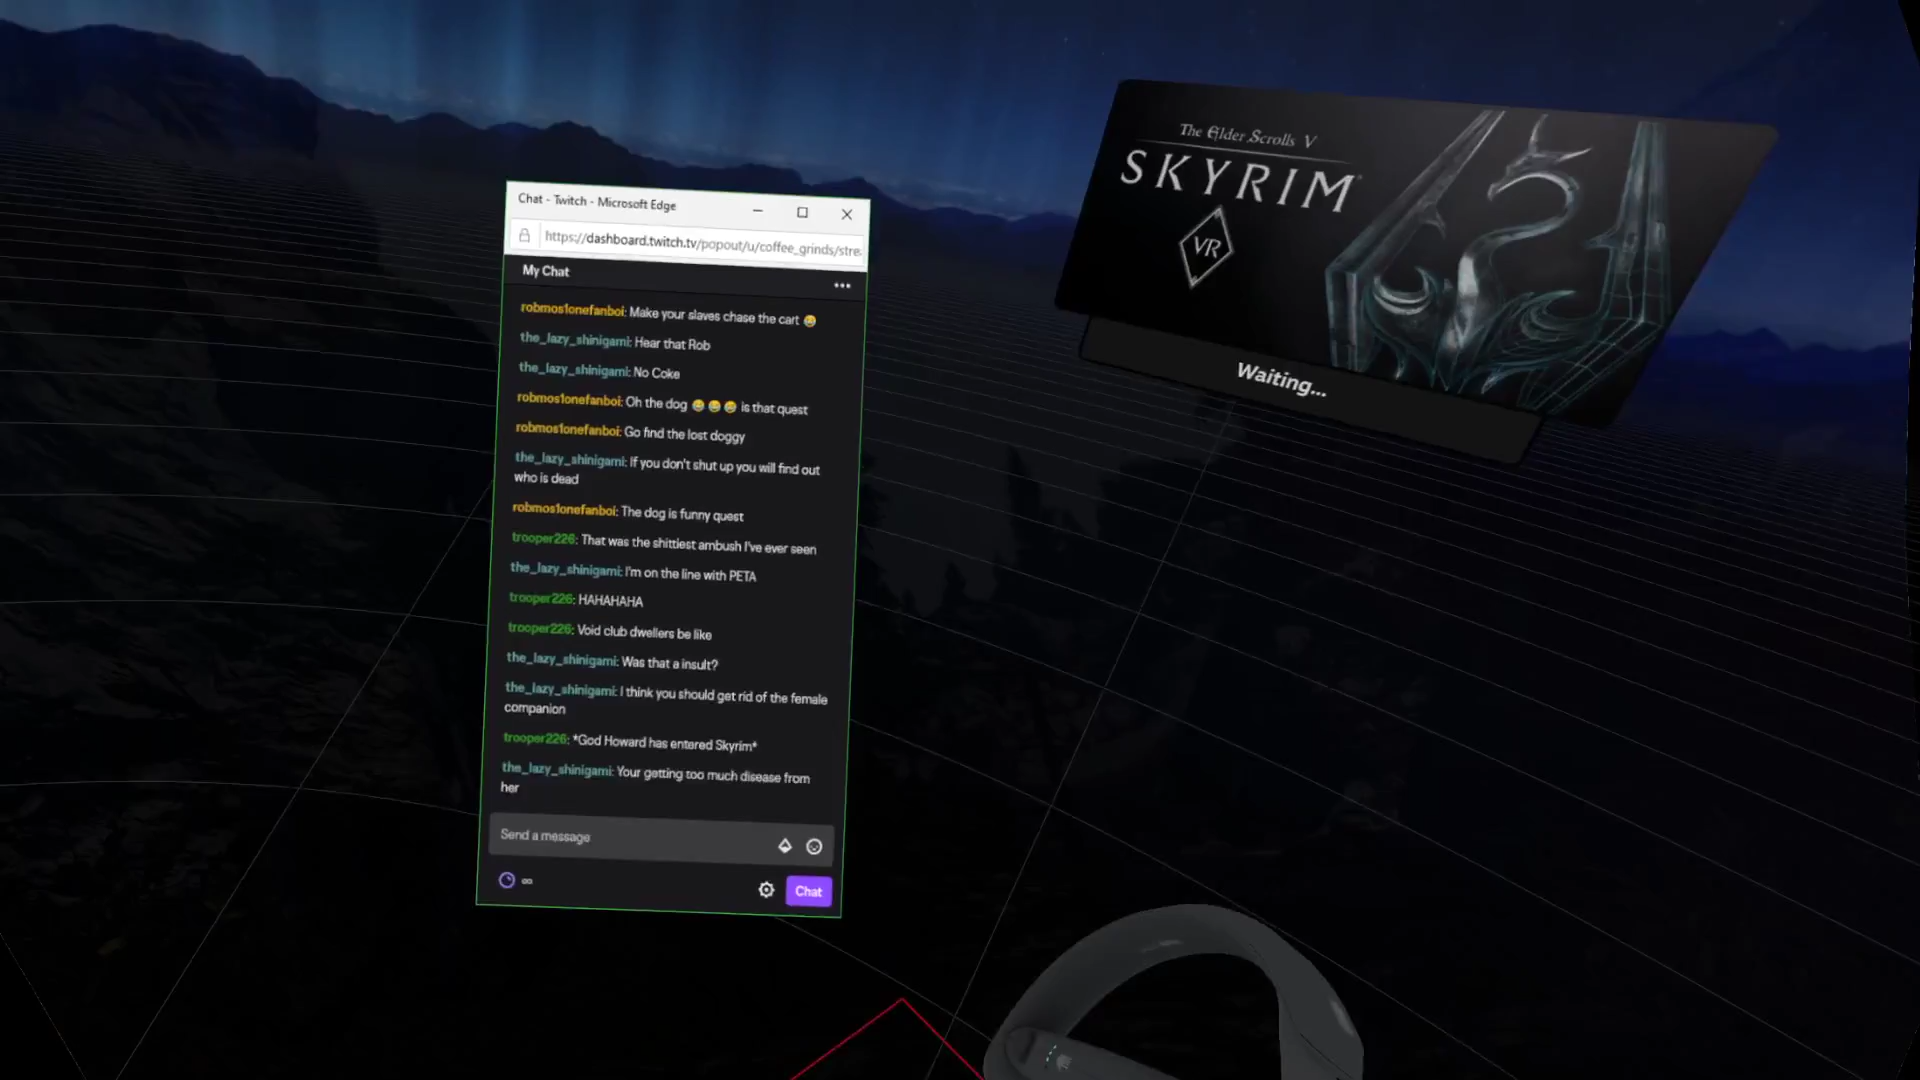 Chat - Twitch - Microsoft Edge
https://dashboard.twitch.tv/popout/u/coffee_grinds/stre
My Chat
robmos1onefanboi: Make your slaves chase the cart 😂
the_lazy_shinigami: Hear that Rob
the_lazy_shinigami: No Coke
robmos1onefanboi: Oh the dog 😂 😂 😂 is that quest
robmos1onefanboi: Go find the lost doggy
the_lazy_shinigami: If you don't shut up you will find out
who is dead
robmos1onefanboi: The dog is funny quest
trooper226: That was the shittiest ambush I've ever seen
the_lazy_shinigami: I'm on the line with PETA
trooper226: HAHAHAHA
trooper226: Void club dwellers be like
the_lazy_shinigami: Was that a insult?
the_lazy_shinigami: I think you should get rid of the female
companion
trooper226: *God Howard has entered Skyrim*
the_lazy_shinigami: Your getting too much disease from
her
Send a message
∞
Chat
The Elder Scrolls V
SKYRIM
VR
Waiting...